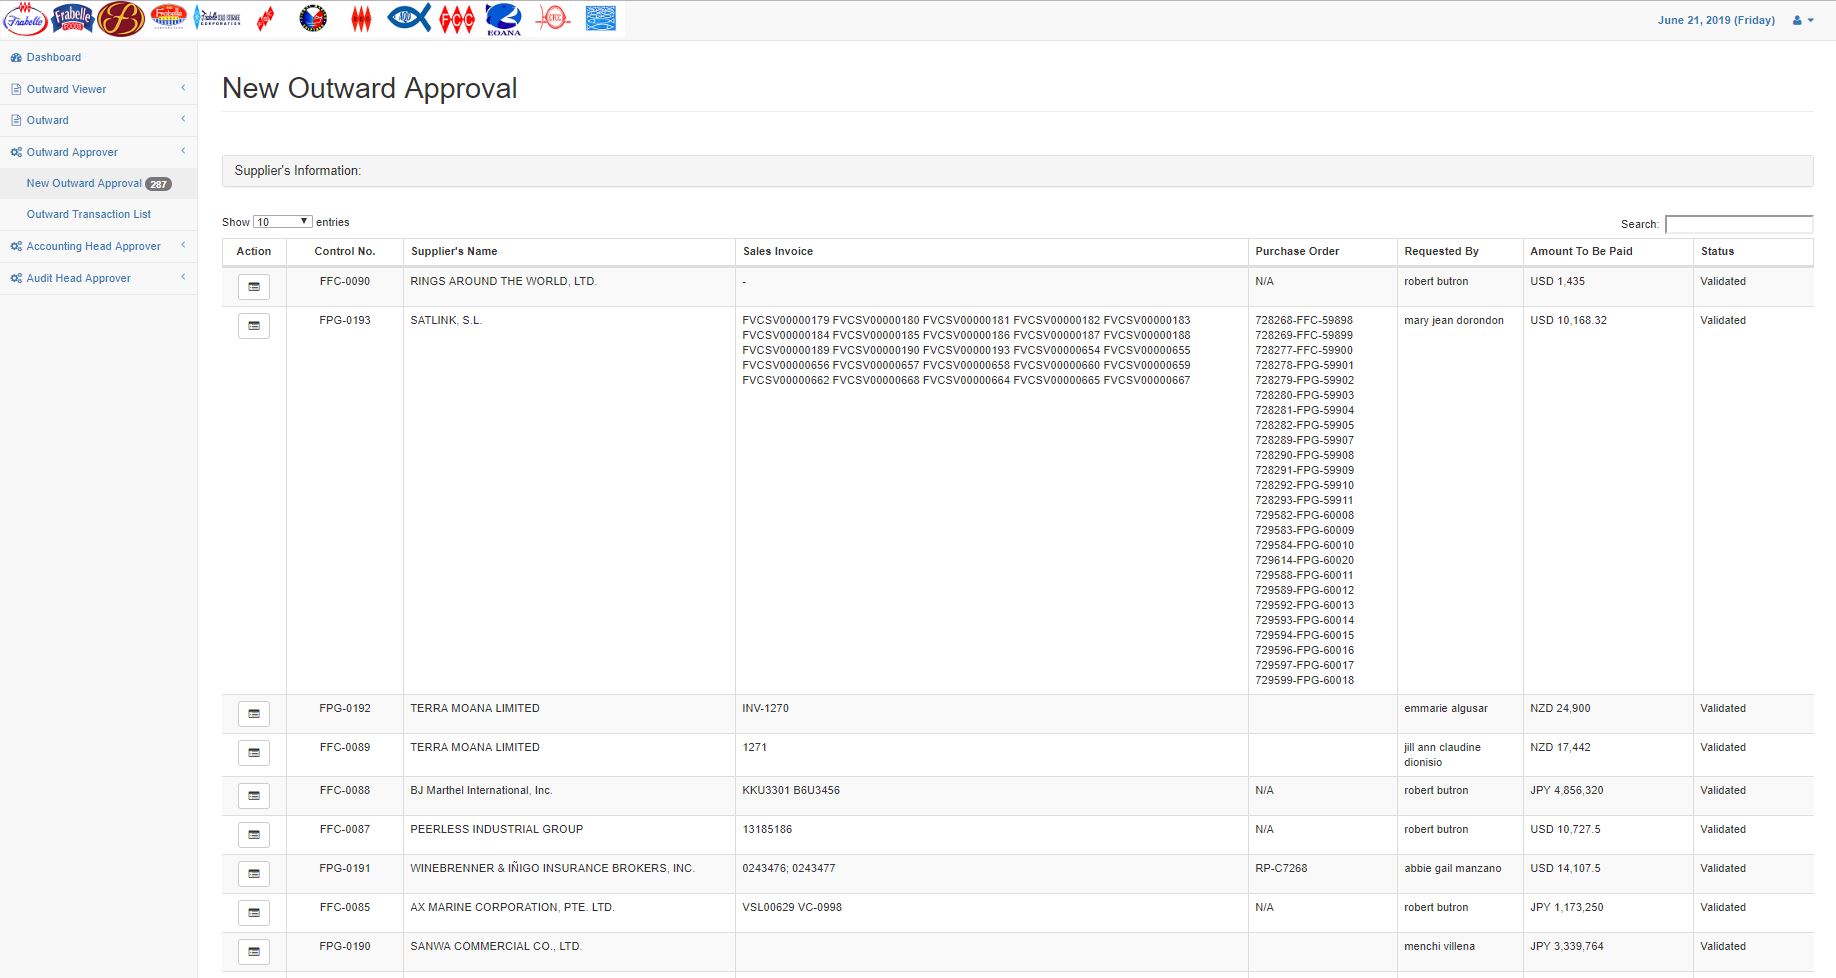 Frabelle
Frabelle
FOODS
Frabelle
Frabelle COLD STORAGE
CORPORATION
FCC
EOANA
CFCC
June 21, 2019 (Friday)
Dashboard
Outward Viewer
Outward
Outward Approver
New Outward Approval 287
Outward Transaction List
Accounting Head Approver
Audit Head Approver
New Outward Approval
Supplier's Information:
Show 10 entries
Search:
Action Control No. Supplier's Name Sales Invoice Purchase Order Requested By Amount To Be Paid Status
FFC-0090 RINGS AROUND THE WORLD, LTD. - N/A robert butron USD 1,435 Validated
FPG-0193 SATLINK, S.L. FVCSV00000179 FVCSV00000180 FVCSV00000181 FVCSV00000182 FVCSV00000183 728268-FFC-59898 mary jean dorondon USD 10,168.32 Validated
FVCSV00000184 FVCSV00000185 FVCSV00000186 FVCSV00000187 FVCSV00000188 728269-FFC-59899
FVCSV00000189 FVCSV00000190 FVCSV00000193 FVCSV00000654 FVCSV00000655 728277-FFC-59900
FVCSV00000656 FVCSV00000657 FVCSV00000658 FVCSV00000660 FVCSV00000659 728278-FPG-59901
FVCSV00000662 FVCSV00000668 FVCSV00000664 FVCSV00000665 FVCSV00000667 728279-FPG-59902
728280-FPG-59903
728281-FPG-59904
728282-FPG-59905
728289-FPG-59907
728290-FPG-59908
728291-FPG-59909
728292-FPG-59910
728293-FPG-59911
729582-FPG-60008
729583-FPG-60009
729584-FPG-60010
729614-FPG-60020
729588-FPG-60011
729589-FPG-60012
729592-FPG-60013
729593-FPG-60014
729594-FPG-60015
729596-FPG-60016
729597-FPG-60017
729599-FPG-60018
FPG-0192 TERRA MOANA LIMITED INV-1270 emmarie algusar NZD 24,900 Validated
FFC-0089 TERRA MOANA LIMITED 1271 jill ann claudine NZD 17,442 Validated
dionisio
FFC-0088 BJ Marthel International, Inc. KKU3301 B6U3456 N/A robert butron JPY 4,856,320 Validated
FFC-0087 PEERLESS INDUSTRIAL GROUP 13185186 N/A robert butron USD 10,727.5 Validated
FPG-0191 WINEBRENNER & IÑIGO INSURANCE BROKERS, INC. 0243476; 0243477 RP-C7268 abbie gail manzano USD 14,107.5 Validated
FFC-0085 AX MARINE CORPORATION, PTE. LTD. VSL00629 VC-0998 N/A robert butron JPY 1,173,250 Validated
FPG-0190 SANWA COMMERCIAL CO., LTD. menchi villena JPY 3,339,764 Validated